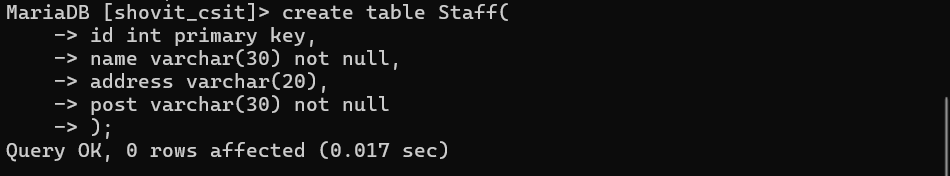 MariaDB [shovit_csit]> create table Staff(
    -> id int primary key,
    -> name varchar(30) not null,
    -> address varchar(20),
    -> post varchar(30) not null
    -> );
Query OK, 0 rows affected (0.017 sec)